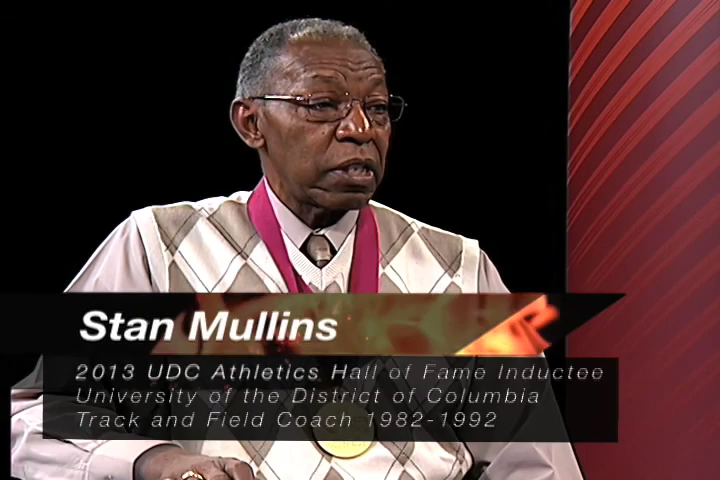 Stan Mullins
2013 UDC Athletics Hall of Fame Inductee
University of the District of Columbia
Track and Field Coach 1982-1992